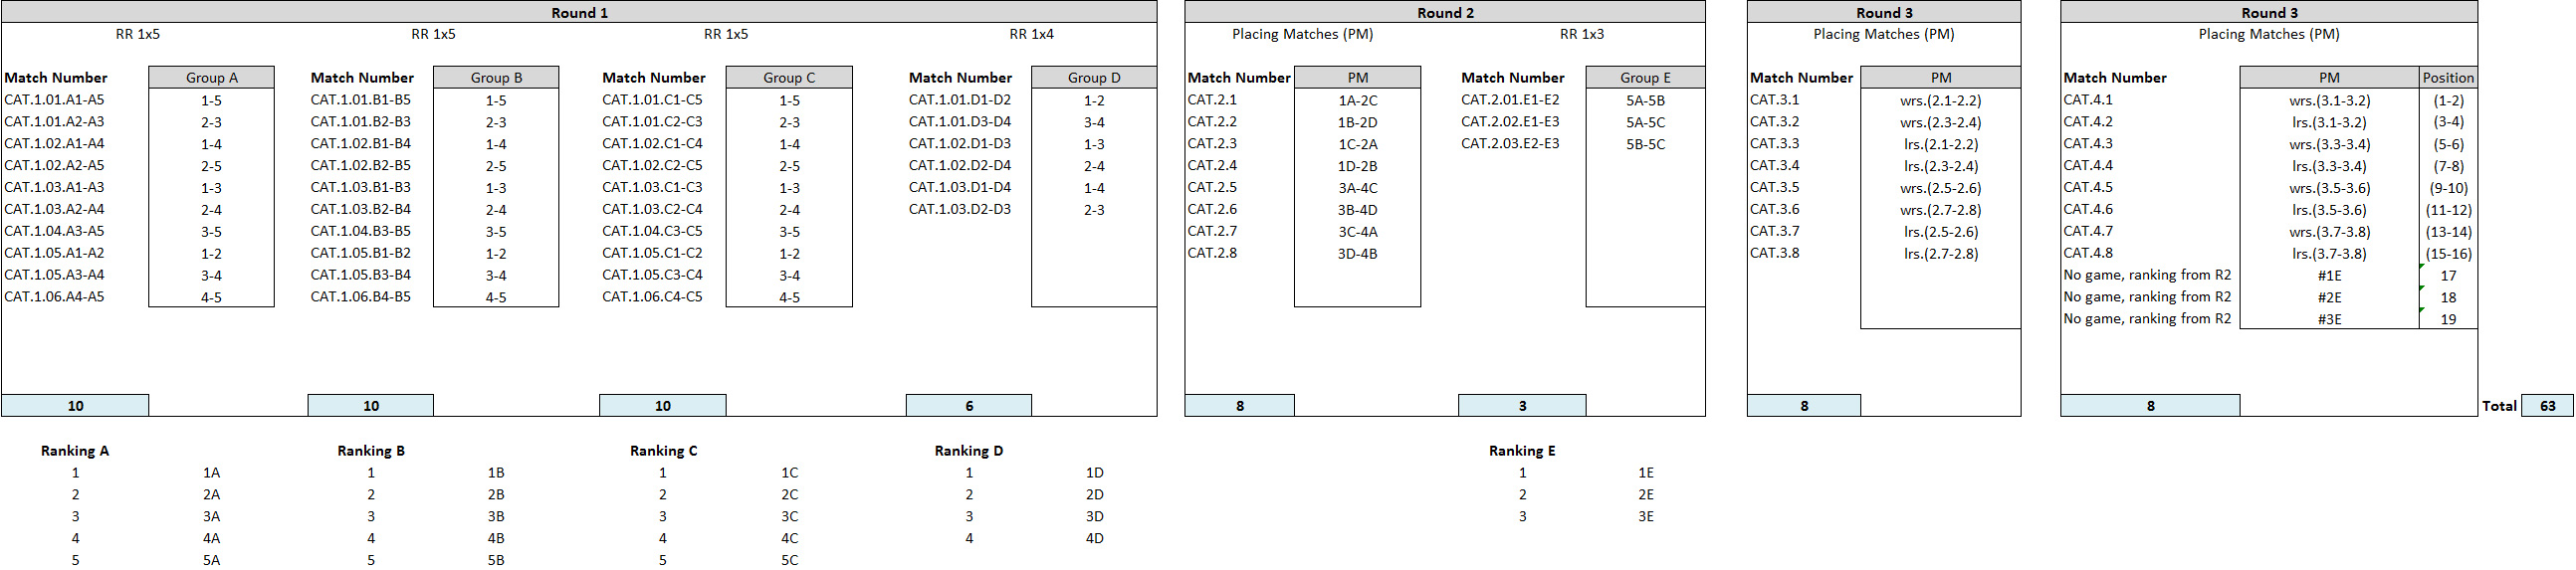 Round 1 Round 2 Round 3 Round 3
RR 1x5 RR 1x5 RR 1x5 RR 1x4 Placing Matches (PM) RR 1x3 Placing Matches (PM) Placing Matches (PM)
Match Number Group A Match Number Group B Match Number Group C Match Number Group D Match Number PM Match Number Group E Match Number PM Match Number PM Position
CAT.1.01.A1-A5 1-5 CAT.1.01.B1-B5 1-5 CAT.1.01.C1-C5 1-5 CAT.1.01.D1-D2 1-2 CAT.2.1 1A-2C CAT.2.01.E1-E2 5A-5B CAT.3.1 wrs.(2.1-2.2) CAT.4.1 wrs.(3.1-3.2) (1-2)
CAT.1.01.A2-A3 2-3 CAT.1.01.B2-B3 2-3 CAT.1.01.C2-C3 2-3 CAT.1.01.D3-D4 3-4 CAT.2.2 1B-2D CAT.2.02.E1-E3 5A-5C CAT.3.2 wrs.(2.3-2.4) CAT.4.2 lrs.(3.1-3.2) (3-4)
CAT.1.02.A1-A4 1-4 CAT.1.02.B1-B4 1-4 CAT.1.02.C1-C4 1-4 CAT.1.02.D1-D3 1-3 CAT.2.3 1C-2A CAT.2.03.E2-E3 5B-5C CAT.3.3 lrs.(2.1-2.2) CAT.4.3 wrs.(3.3-3.4) (5-6)
CAT.1.02.A2-A5 2-5 CAT.1.02.B2-B5 2-5 CAT.1.02.C2-C5 2-5 CAT.1.02.D2-D4 2-4 CAT.2.4 1D-2B CAT.3.4 lrs.(2.3-2.4) CAT.4.4 lrs.(3.3-3.4) (7-8)
CAT.1.03.A1-A3 1-3 CAT.1.03.B1-B3 1-3 CAT.1.03.C1-C3 1-3 CAT.1.03.D1-D4 1-4 CAT.2.5 3A-4C CAT.3.5 wrs.(2.5-2.6) CAT.4.5 wrs.(3.5-3.6) (9-10)
CAT.1.03.A2-A4 2-4 CAT.1.03.B2-B4 2-4 CAT.1.03.C2-C4 2-4 CAT.1.03.D2-D3 2-3 CAT.2.6 3B-4D CAT.3.6 wrs.(2.7-2.8) CAT.4.6 lrs.(3.5-3.6) (11-12)
CAT.1.04.A3-A5 3-5 CAT.1.04.B3-B5 3-5 CAT.1.04.C3-C5 3-5 CAT.2.7 3C-4A CAT.3.7 lrs.(2.5-2.6) CAT.4.7 wrs.(3.7-3.8) (13-14)
CAT.1.05.A1-A2 1-2 CAT.1.05.B1-B2 1-2 CAT.1.05.C1-C2 1-2 CAT.2.8 3D-4B CAT.3.8 lrs.(2.7-2.8) CAT.4.8 lrs.(3.7-3.8) (15-16)
CAT.1.05.A3-A4 3-4 CAT.1.05.B3-B4 3-4 CAT.1.05.C3-C4 3-4 No game, ranking from R2 #1E 17
CAT.1.06.A4-A5 4-5 CAT.1.06.B4-B5 4-5 CAT.1.06.C4-C5 4-5 No game, ranking from R2 #2E 18
No game, ranking from R2 #3E 19
10 10 10 6 8 3 8 8 Total 63
Ranking A Ranking B Ranking C Ranking D Ranking E
1 1A 1 1B 1 1C 1 1D 1 1E
2 2A 2 2B 2 2C 2 2D 2 2E
3 3A 3 3B 3 3C 3 3D 3 3E
4 4A 4 4B 4 4C 4 4D
5 5A 5 5B 5 5C